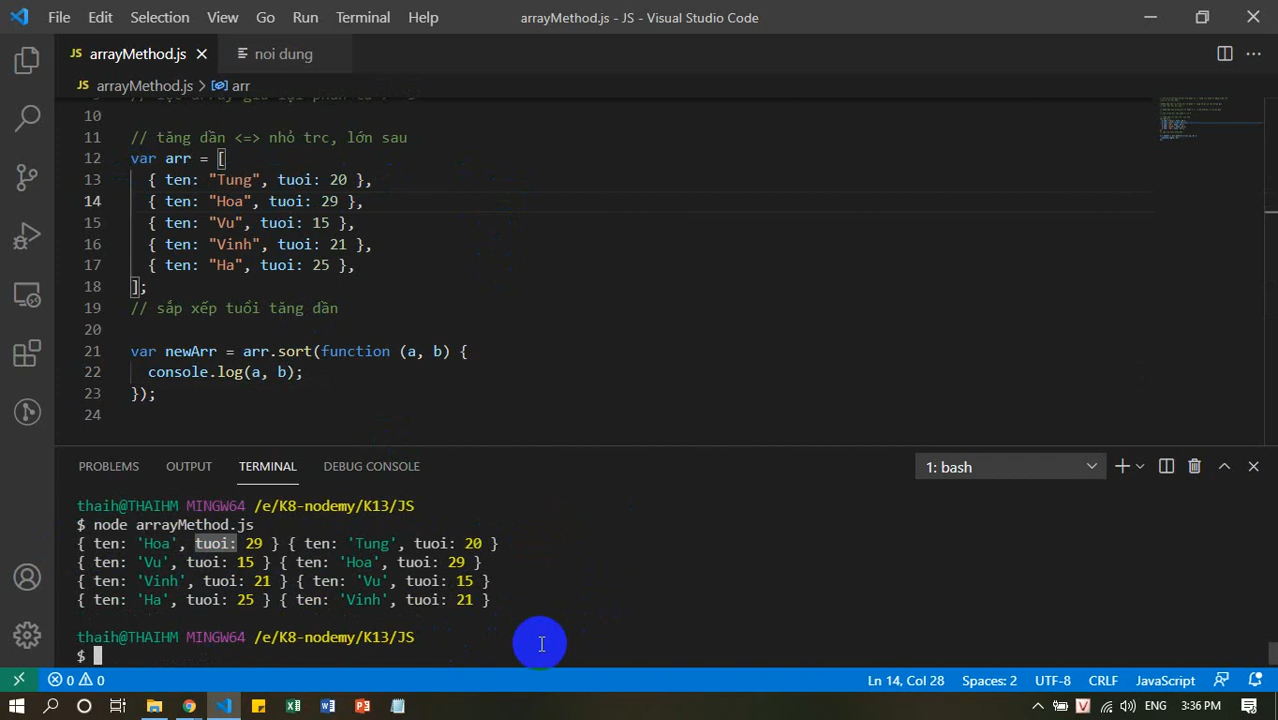 File Edit Selection View Go Run Terminal Help arrayMethod.js - JS - Visual Studio Code
JS arrayMethod.js noi dung
JS arrayMethod.js > arr
10
11 // tăng dần <=> nhỏ trc, lớn sau
12 var arr = [
13 { ten: "Tung", tuoi: 20 },
14 { ten: "Hoa", tuoi: 29 },
15 { ten: "Vu", tuoi: 15 },
16 { ten: "Vinh", tuoi: 21 },
17 { ten: "Ha", tuoi: 25 },
18 ];
19 // sắp xếp tuổi tăng dần
20
21 var newArr = arr.sort(function (a, b) {
22 console.log(a, b);
23 });
24
PROBLEMS OUTPUT TERMINAL DEBUG CONSOLE 1: bash
thaih@THAIHM MINGW64 /e/K8-nodemy/K13/JS
$ node arrayMethod.js
{ ten: 'Hoa', tuoi: 29 } { ten: 'Tung', tuoi: 20 }
{ ten: 'Vu', tuoi: 15 } { ten: 'Hoa', tuoi: 29 }
{ ten: 'Vinh', tuoi: 21 } { ten: 'Vu', tuoi: 15 }
{ ten: 'Ha', tuoi: 25 } { ten: 'Vinh', tuoi: 21 }
thaih@THAIHM MINGW64 /e/K8-nodemy/K13/JS
$
0 0 Ln 14, Col 28 Spaces: 2 UTF-8 CRLF JavaScript
V ENG 3:36 PM